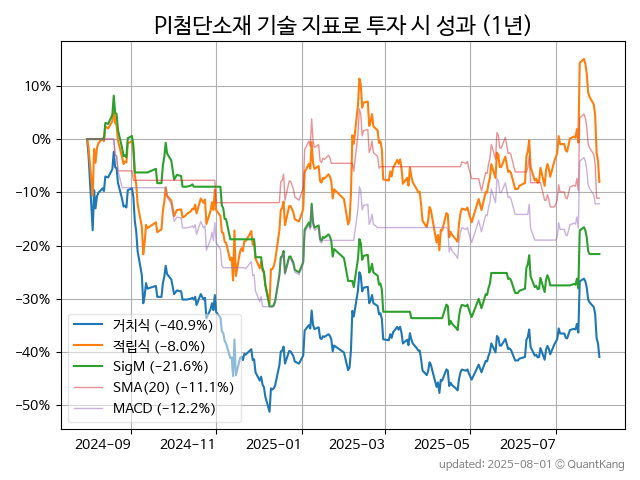 PI첨단소재 기술 지표로 투자 시 성과 (1년)
10%
0%
−10%
−20%
−30%
−40%
−50%
거치식 (−40.9%)
적립식 (−8.0%)
SigM (−21.6%)
SMA(20) (−11.1%)
MACD (−12.2%)
2024−09
2024−11
2025−01
2025−03
2025−05
2025−07
updated: 2025−08−01 © QuantKang